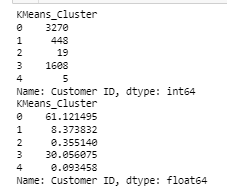 KMeans_Cluster
0    3270
1     448
2      19
3    1608
4       5
Name: Customer ID, dtype: int64
KMeans_Cluster
0    61.121495
1     8.373832
2     0.355140
3    30.056075
4     0.093458
Name: Customer ID, dtype: float64